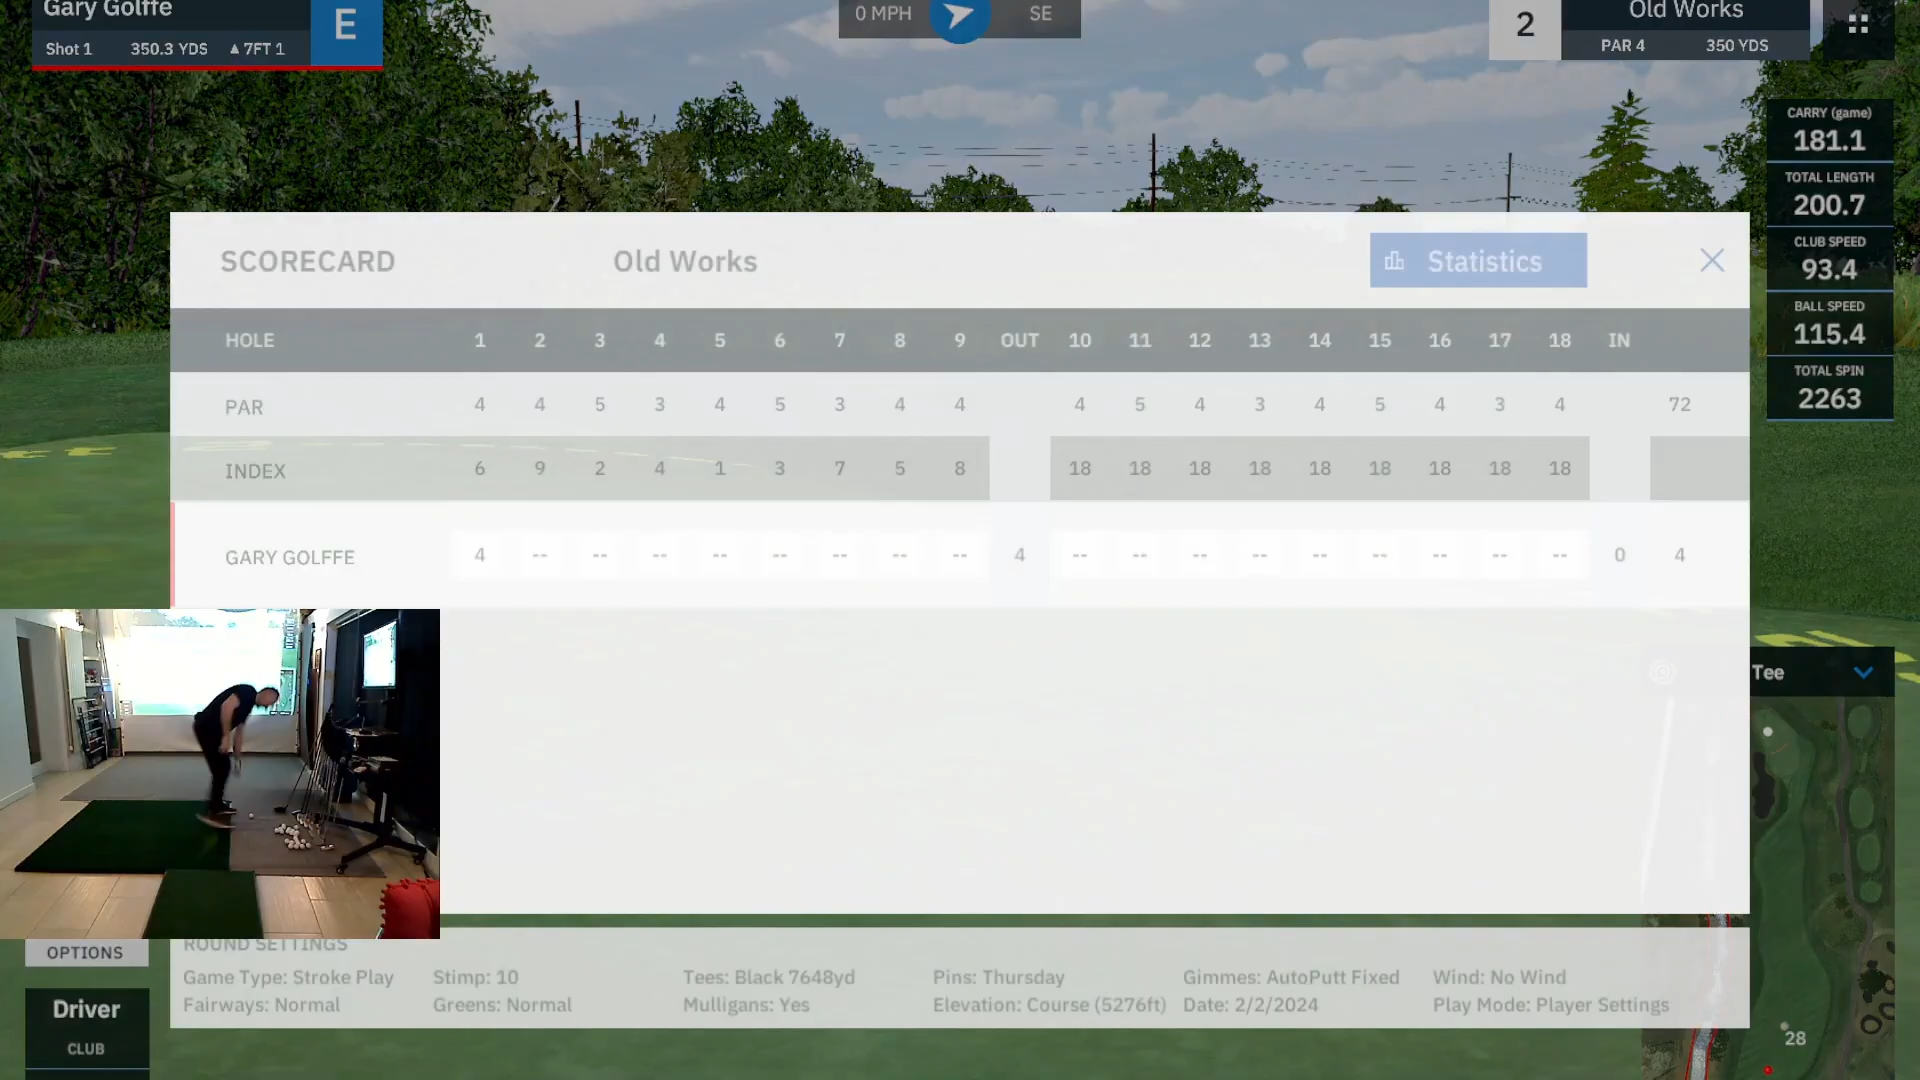 Gary Golffe
Shot 1 350.3 YDS ▲7FT 1
E
0 MPH SE
2
Old Works
PAR 4 350 YDS
CARRY (game)
181.1
TOTAL LENGTH
200.7
CLUB SPEED
93.4
BALL SPEED
115.4
TOTAL SPIN
2263
SCORECARD Old Works Statistics
HOLE 1 2 3 4 5 6 7 8 9 OUT 10 11 12 13 14 15 16 17 18 IN
PAR 4 4 5 3 4 5 3 4 4 4 5 4 3 4 5 4 3 4 72
INDEX 6 9 2 4 1 3 7 5 8 18 18 18 18 18 18 18 18 18
GARY GOLFFE 4 -- -- -- -- -- -- -- -- 4 -- -- -- -- -- -- -- -- -- 0 4
Tee
28
OPTIONS
Driver
CLUB
ROUND SETTINGS
Game Type: Stroke Play Stimp: 10 Tees: Black 7648yd Pins: Thursday Gimmes: AutoPutt Fixed Wind: No Wind
Fairways: Normal Greens: Normal Mulligans: Yes Elevation: Course (5276ft) Date: 2/2/2024 Play Mode: Player Settings